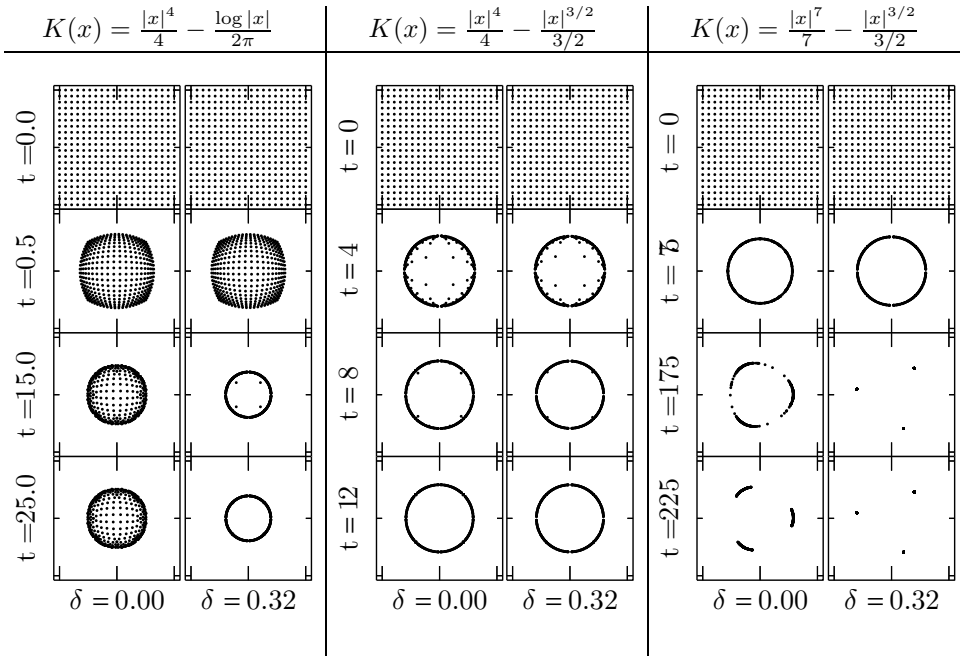 K(x) = |x|^4/4 − log|x|/2π
K(x) = |x|^4/4 − |x|^{3/2}/3/2
K(x) = |x|^7/7 − |x|^{3/2}/3/2
t =0.0
t =0.5
t =15.0
t =25.0
δ =0.00
δ =0.32
t = 0
t = 4
t = 8
t = 12
δ =0.00
δ =0.32
t = 0
t =
t =175
t =225
δ =0.00
δ =0.32